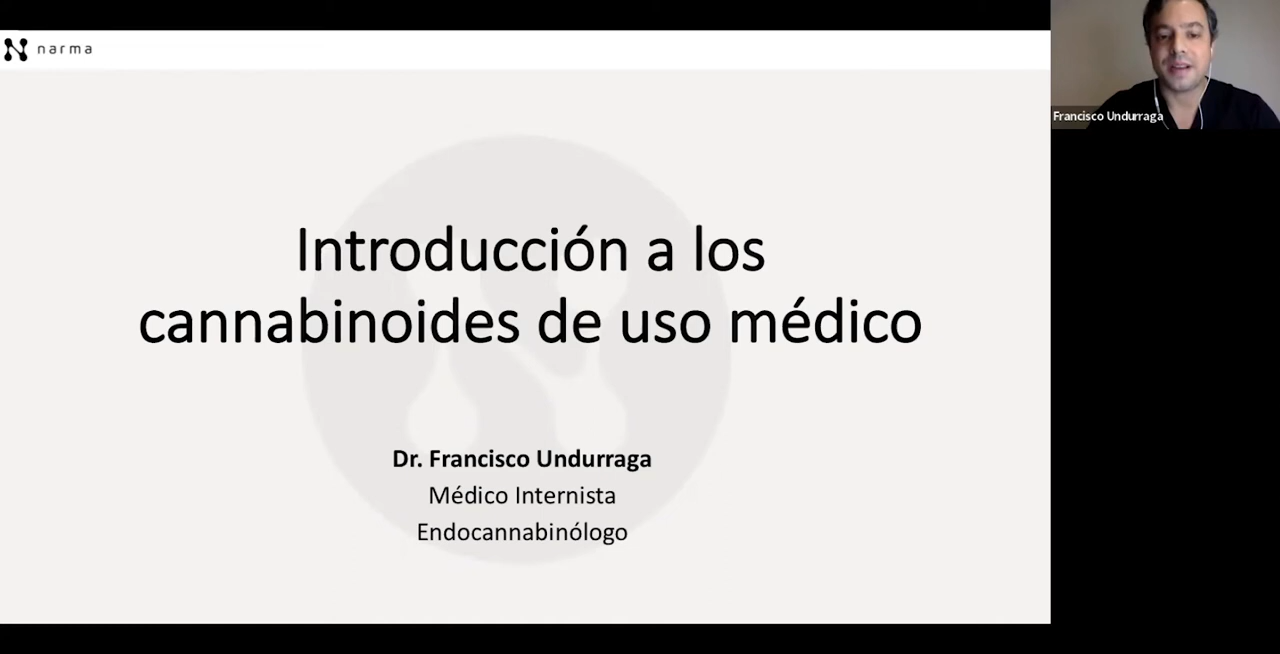 narma
Francisco Undurraga
Introducción a los
cannabinoides de uso médico
Dr. Francisco Undurraga
Médico Internista
Endocannabinólogo